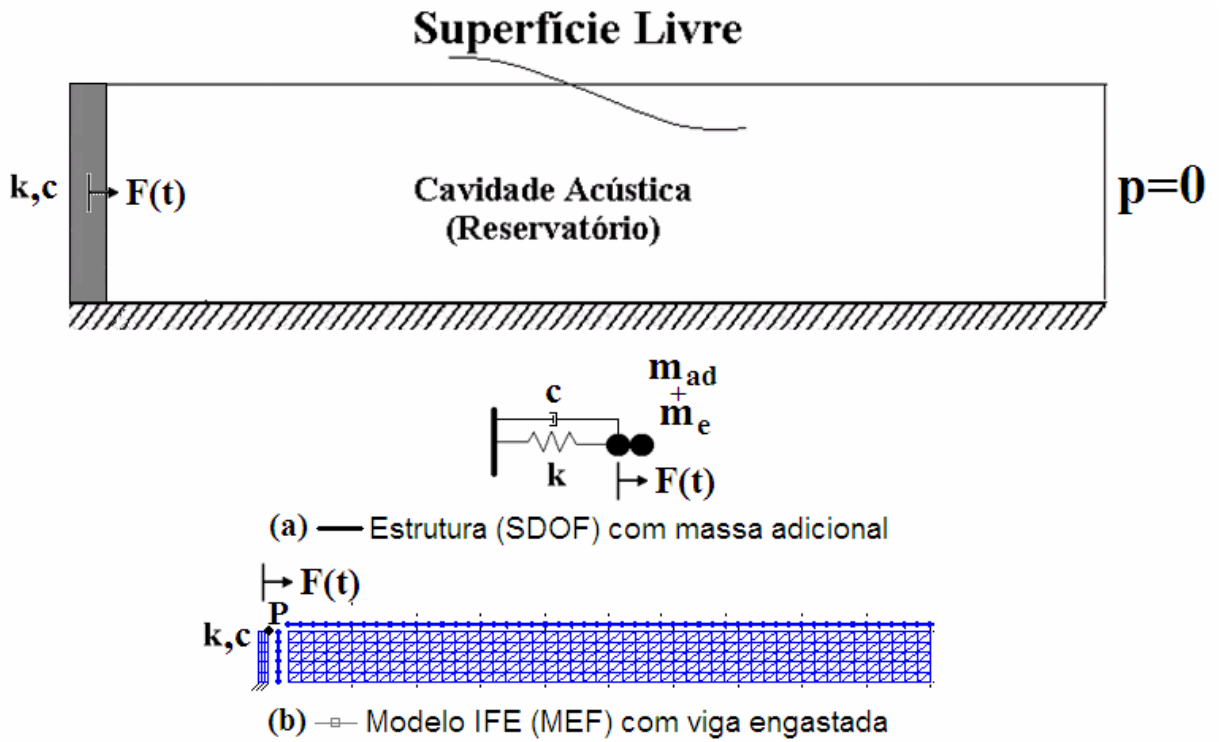 Superfície Livre
k,c
F(t)
Cavidade Acústica
(Reservatório)
p=0
m ad
+
m e
c
k
F(t)
(a) Estrutura (SDOF) com massa adicional
F(t)
P
k,c
(b) Modelo IFE (MEF) com viga engastada